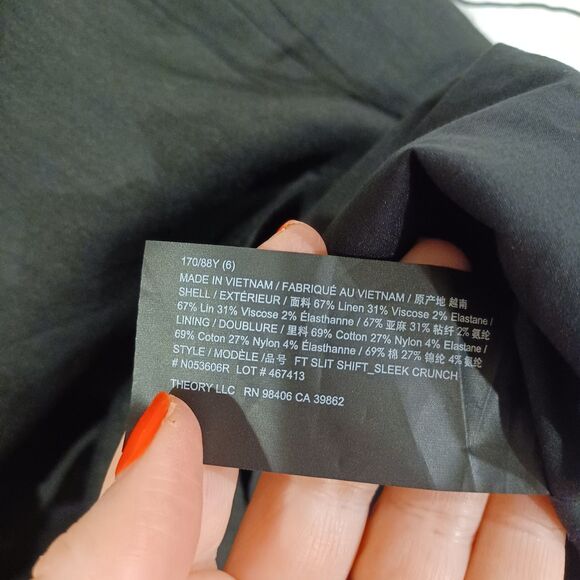 170/88Y (6)
MADE IN VIETNAM / FABRIQUÉ AU VIETNAM / 原产地 越南
SHELL / EXTÉRIEUR / 面料 67% Linen 31% Viscose 2% Elastane /
67% Lin 31% Viscose 2% Élasthanne / 67% 亚麻 31% 粘纤 2% 氨纶
LINING / DOUBLURE / 里料 69% Cotton 27% Nylon 4% Elastane /
69% Coton 27% Nylon 4% Élasthanne / 69% 棉 27% 锦纶 4% 氨纶
STYLE / MODÈLE /品号 FT SLIT SHIFT_SLEEK CRUNCH
# N053606R LOT # 467413
THEORY LLC RN 98406 CA 39862